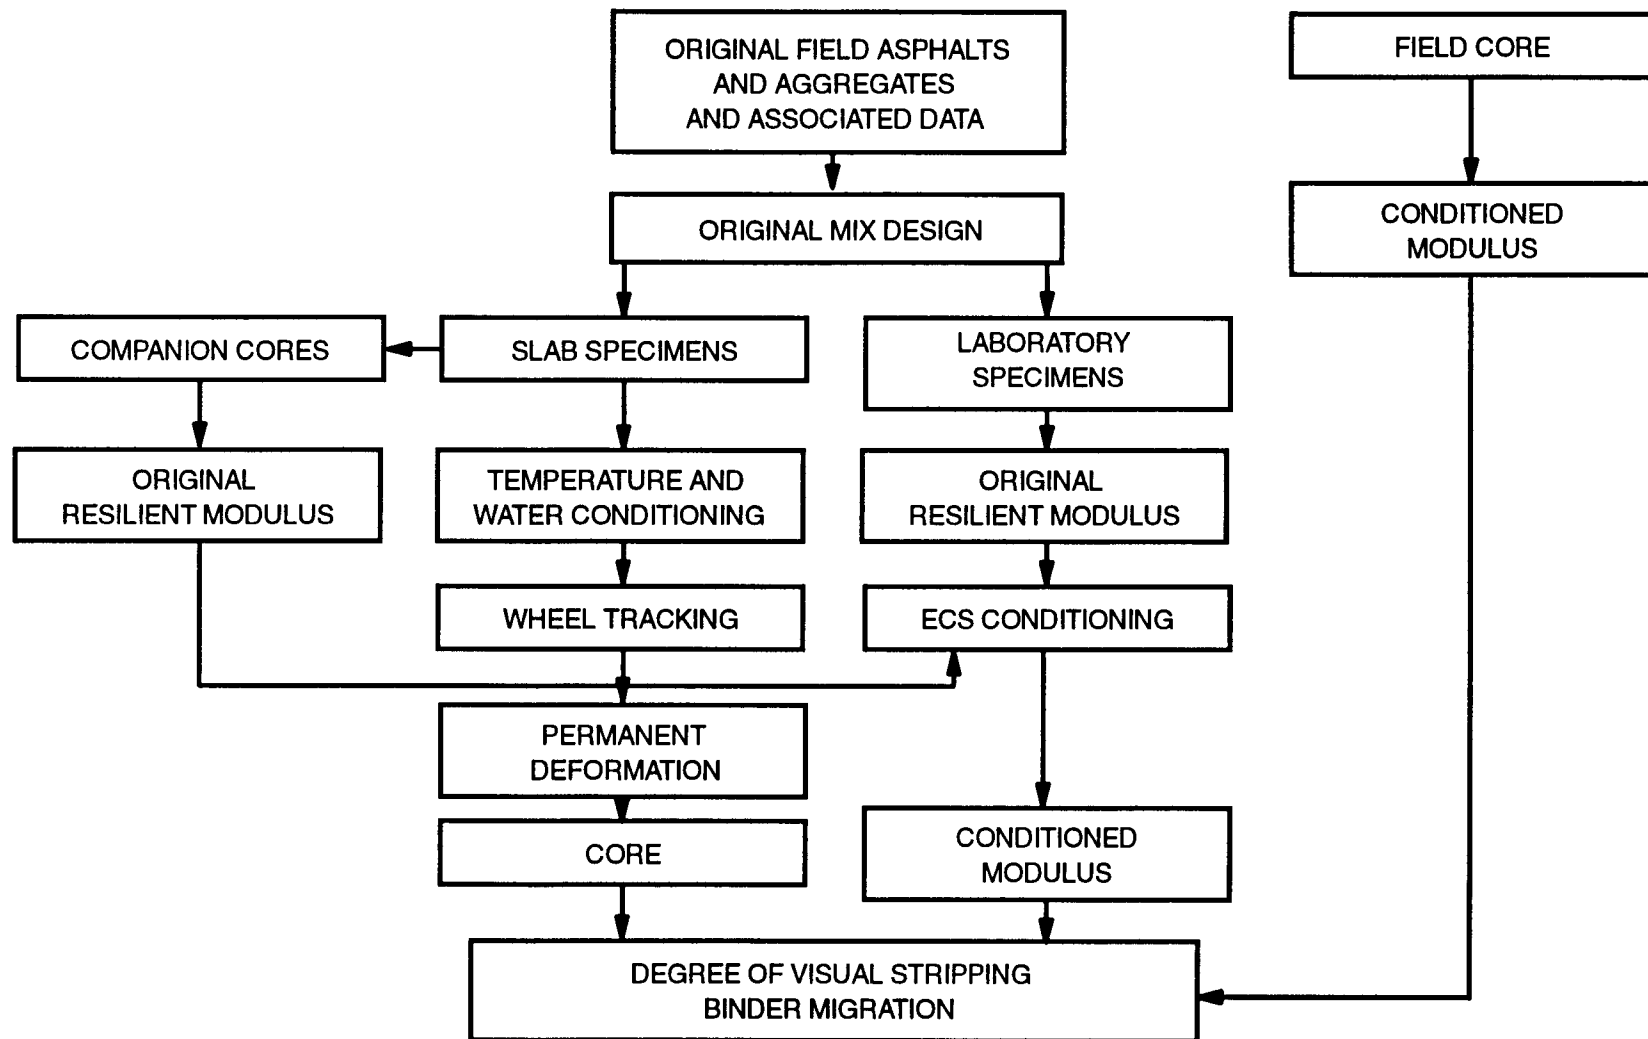 ORIGINAL FIELD ASPHALTS
AND AGGREGATES
AND ASSOCIATED DATA
FIELD CORE
ORIGINAL MIX DESIGN
CONDITIONED
MODULUS
COMPANION CORES
SLAB SPECIMENS
LABORATORY
SPECIMENS
ORIGINAL
RESILIENT MODULUS
TEMPERATURE AND
WATER CONDITIONING
ORIGINAL
RESILIENT MODULUS
WHEEL TRACKING
ECS CONDITIONING
PERMANENT
DEFORMATION
CORE
CONDITIONED
MODULUS
DEGREE OF VISUAL STRIPPING
BINDER MIGRATION